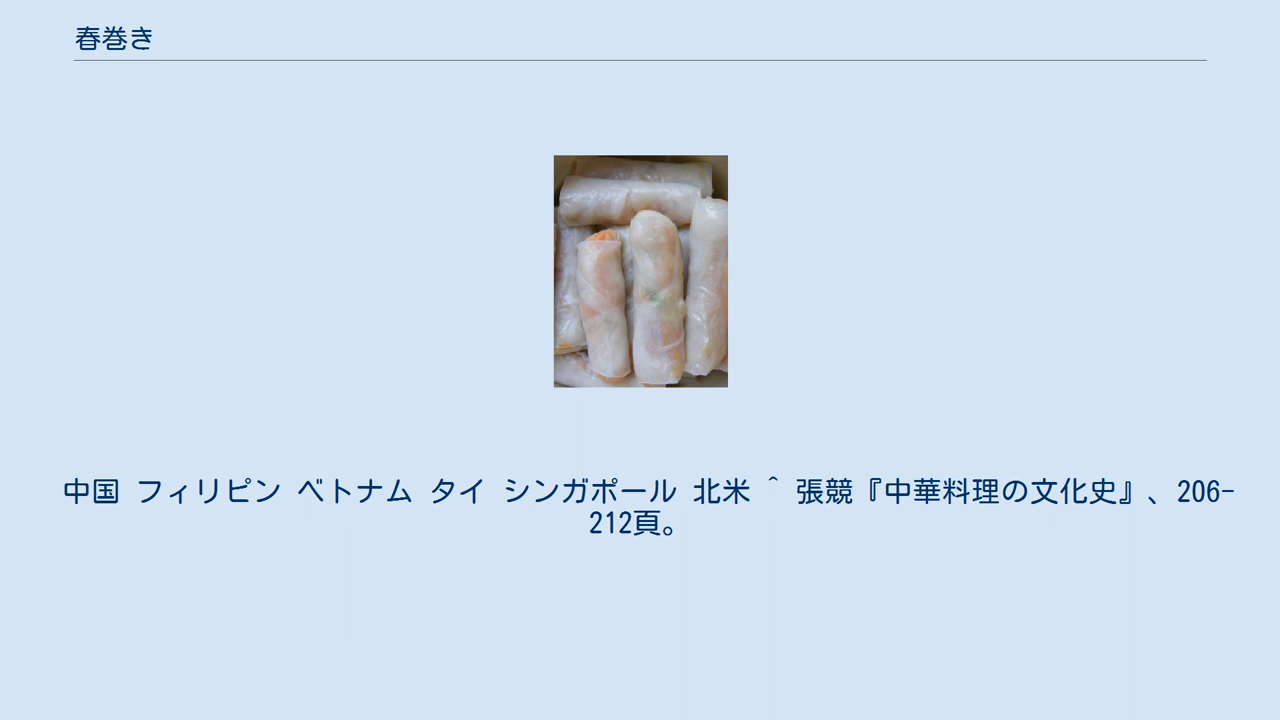 春巻き
中国 フィリピン ベトナム タイ シンガポール 北米 ^ 張競『中華料理の文化史』、206-
212頁。